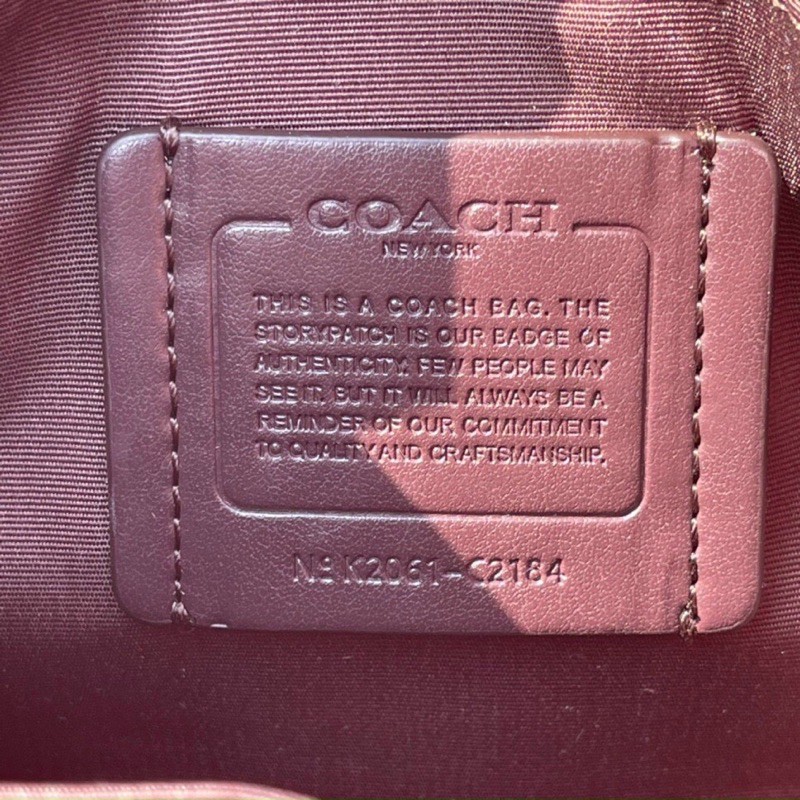 COACH
NEW YORK
THIS IS A COACH BAG. THE
STORYPATCH IS OUR BADGE OF
AUTHENTICITY. FEW PEOPLE MAY
SEE IT. BUT IT WILL ALWAYS BE A
REMINDER OF OUR COMMITMENT
TO QUALITY AND CRAFTSMANSHIP.
Nº K2061-C2184